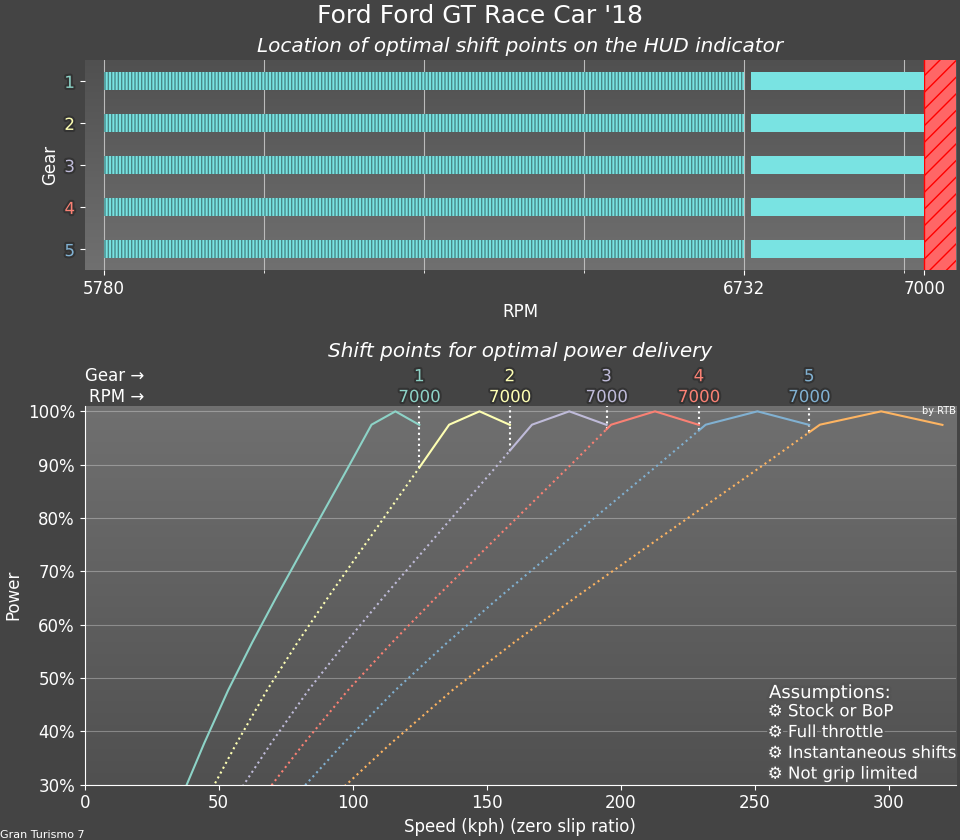 Ford Ford GT Race Car '18
Location of optimal shift points on the HUD indicator
Gear
1
2
3
4
5
5780 6732 7000
RPM
Shift points for optimal power delivery
Gear → 1 2 3 4 5
RPM → 7000 7000 7000 7000 7000
by RTB
Power
100%
90%
80%
70%
60%
50%
40%
30%
Assumptions:
⚙ Stock or BoP
⚙ Full throttle
⚙ Instantaneous shifts
⚙ Not grip limited
0 50 100 150 200 250 300
Speed (kph) (zero slip ratio)
Gran Turismo 7